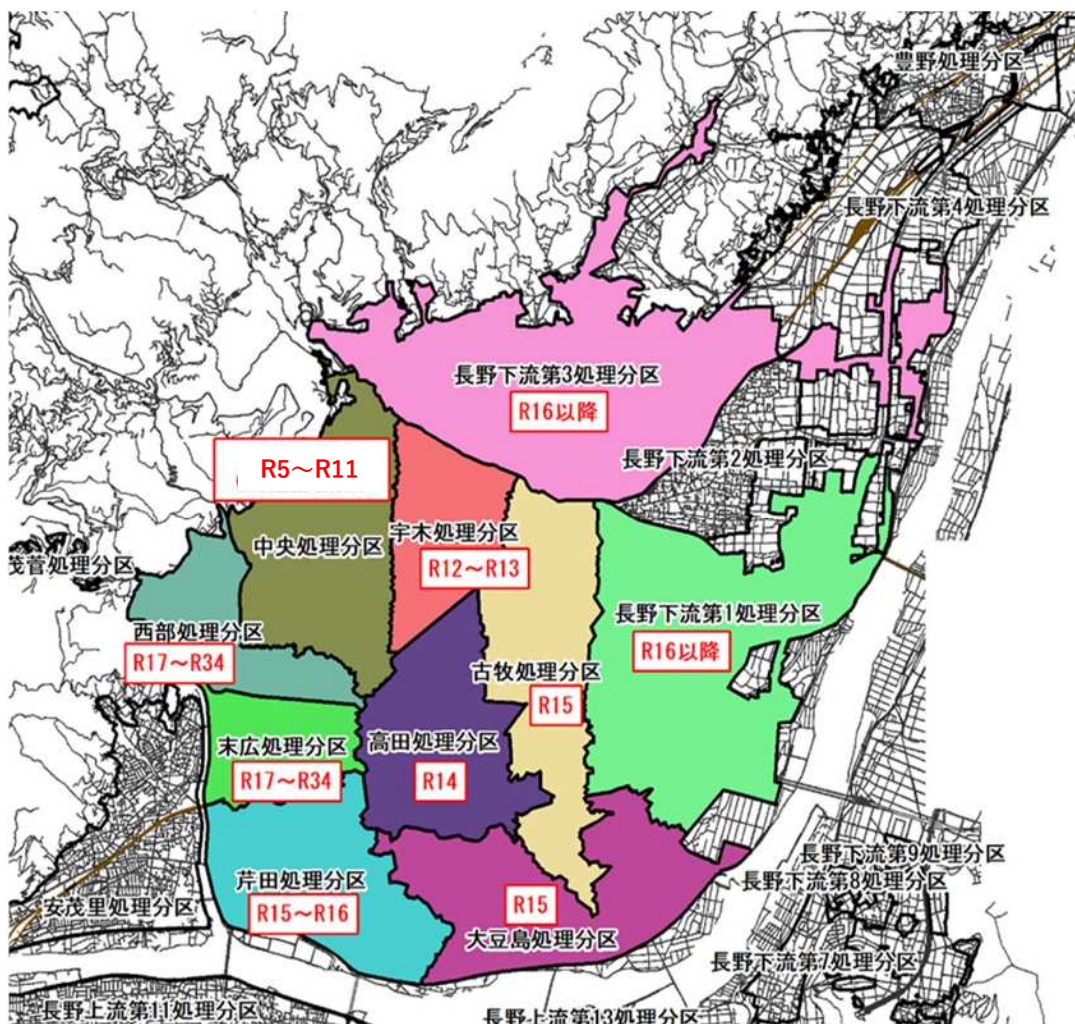 豊野処理分区
長野下流第4処理分区
長野下流第3処理分区
R16以降
長野下流第2処理分区
R5～R11
中央処理分区
宇木処理分区
R12～R13
茂菅処理分区
西部処理分区
R17～R34
長野下流第1処理分区
R16以降
古牧処理分区
R15
末広処理分区
R17～R34
高田処理分区
R14
芹田処理分区
R15～R16
安茂里処理分区
R15
大豆島処理分区
長野下流第9処理分区
長野下流第8処理分区
長野下流第7処理分区
長野上流第11処理分区
長野上流第13処理分区